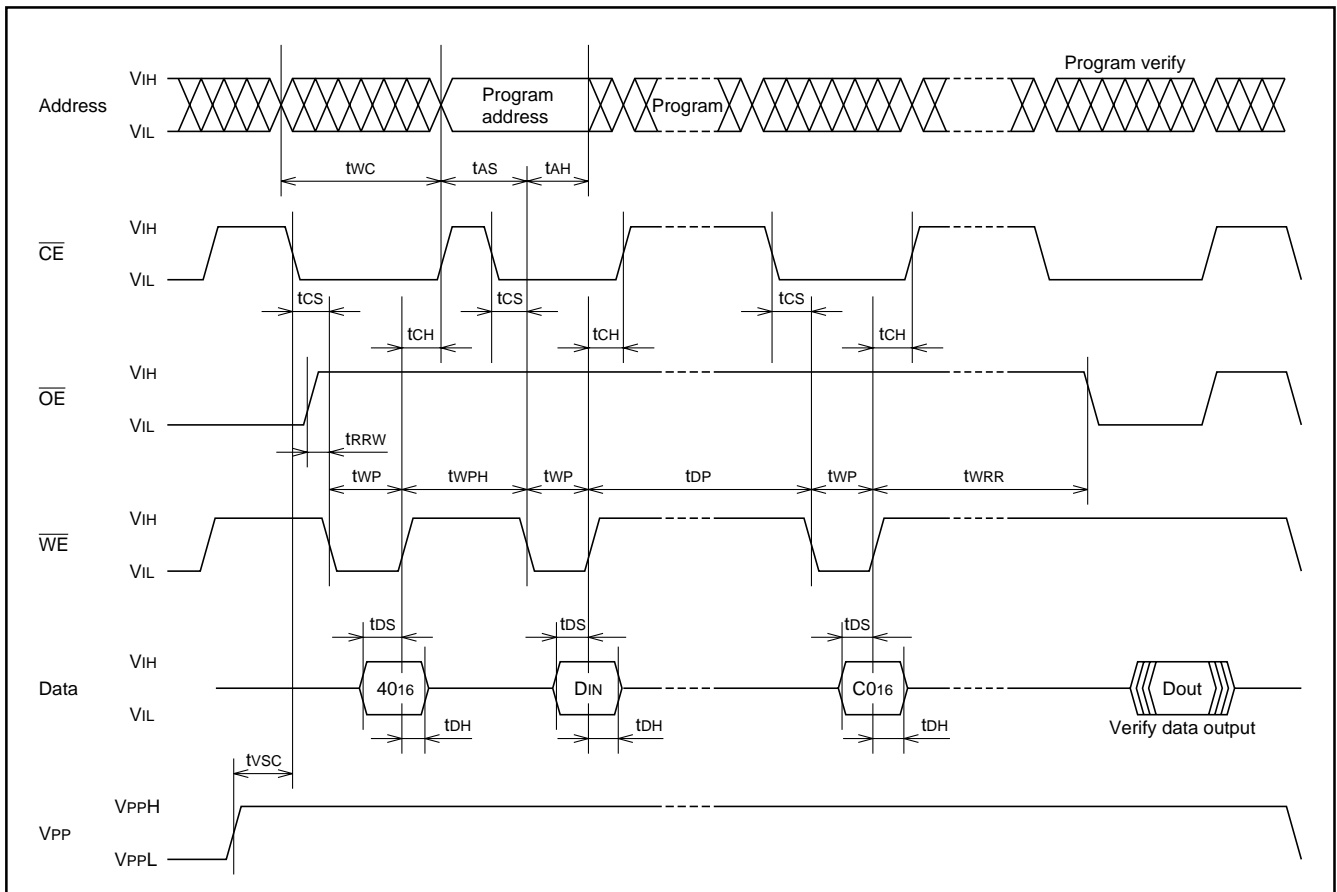 Program verify
VIH
Address
Program address
Program
VIL
tWC
tAS
tAH
VIH
CE
VIL
tCS
tCS
tCS
tCH
tCH
tCH
VIH
OE
VIL
tRRW
tWP
tWPH
tWP
tDP
tWP
tWRR
VIH
WE
VIL
tDS
tDS
tDS
VIH
Data
4016
DIN
C016
Dout
VIL
Verify data output
tDH
tDH
tDH
tVSC
VPPH
VPP
VPPL